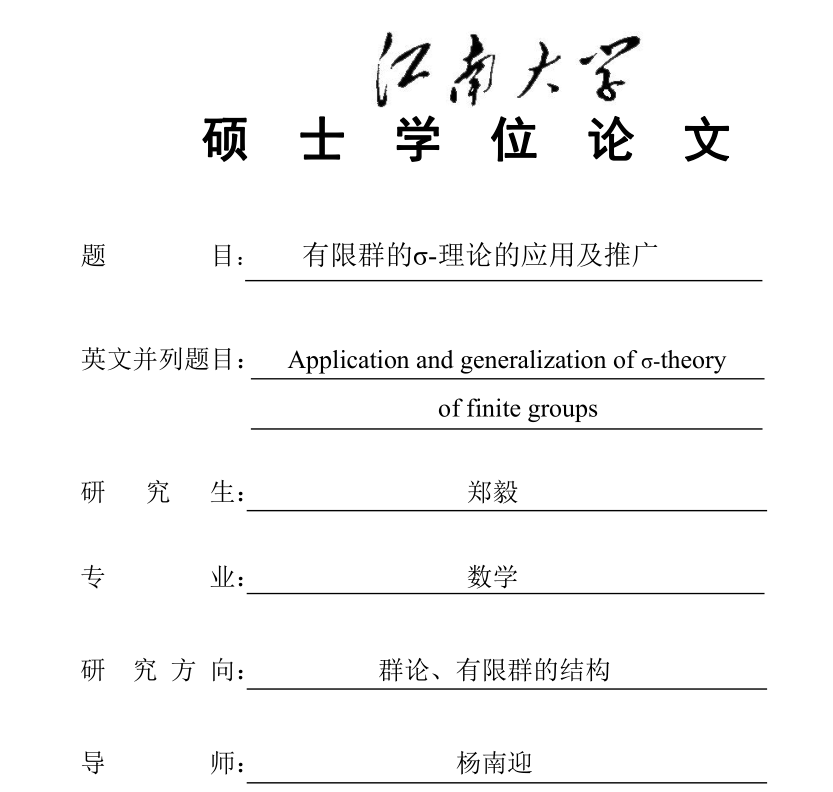 江南大学
硕士学位论文
题目：有限群的σ-理论的应用及推广
英文并列题目：Application and generalization of σ-theory
of finite groups
研究生：郑毅
专业：数学
研究方向：群论、有限群的结构
导师：杨南迎